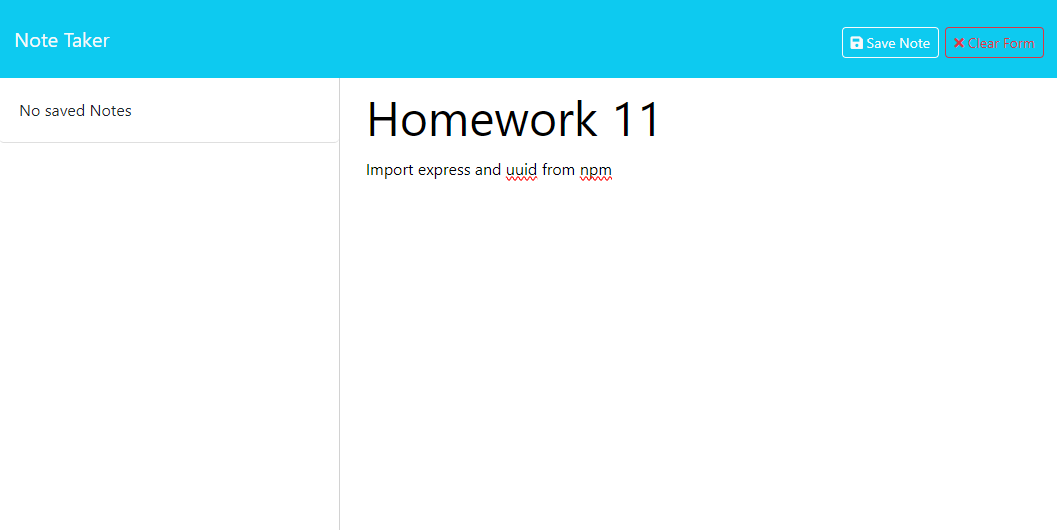 Note Taker
Save Note
Clear Form
No saved Notes
Homework 11
Import express and uuid from npm